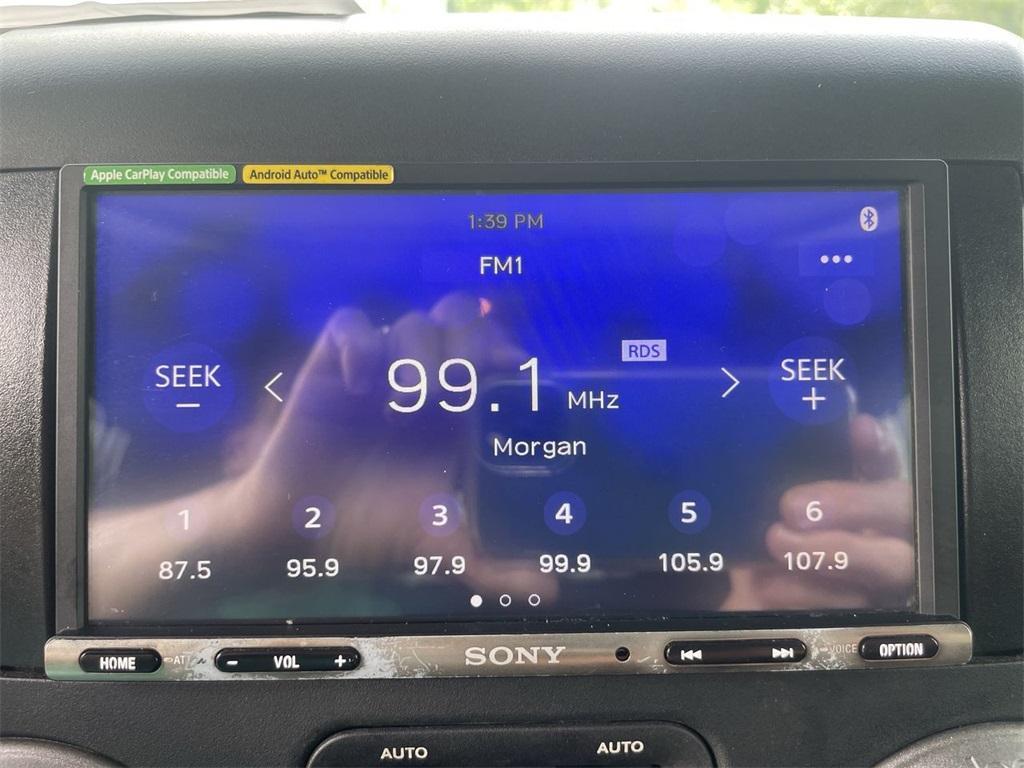 Apple CarPlay Compatible Android Auto™ Compatible
1:39 PM
FM1
RDS
SEEK 99.1 MHz SEEK
− +
Morgan
1 2 3 4 5 6
87.5 95.9 97.9 99.9 105.9 107.9
HOME ATT - VOL + SONY VOICE OPTION
AUTO AUTO